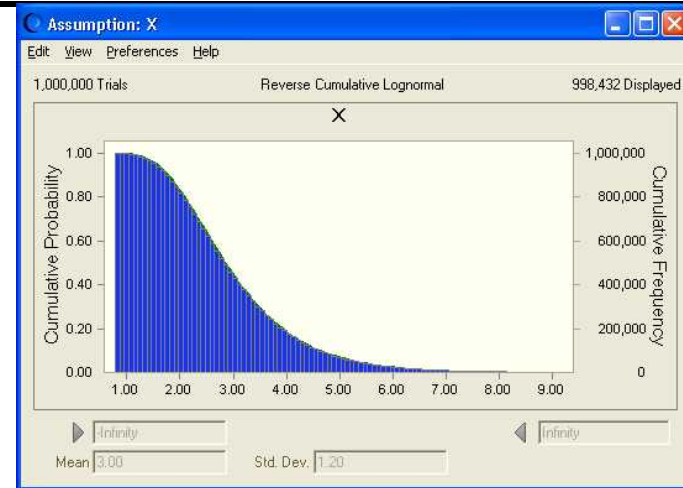 Assumption: X
Edit View Preferences Help
1,000,000 Trials Reverse Cumulative Lognormal 998,432 Displayed
X
Cumulative Probability
1.00
0.80
0.60
0.40
0.20
0.00
1,000,000
800,000
600,000
400,000
200,000
0
Cumulative Frequency
1.00 2.00 3.00 4.00 5.00 6.00 7.00 8.00 9.00
-Infinity Infinity
Mean 3.00 Std. Dev. 1.20